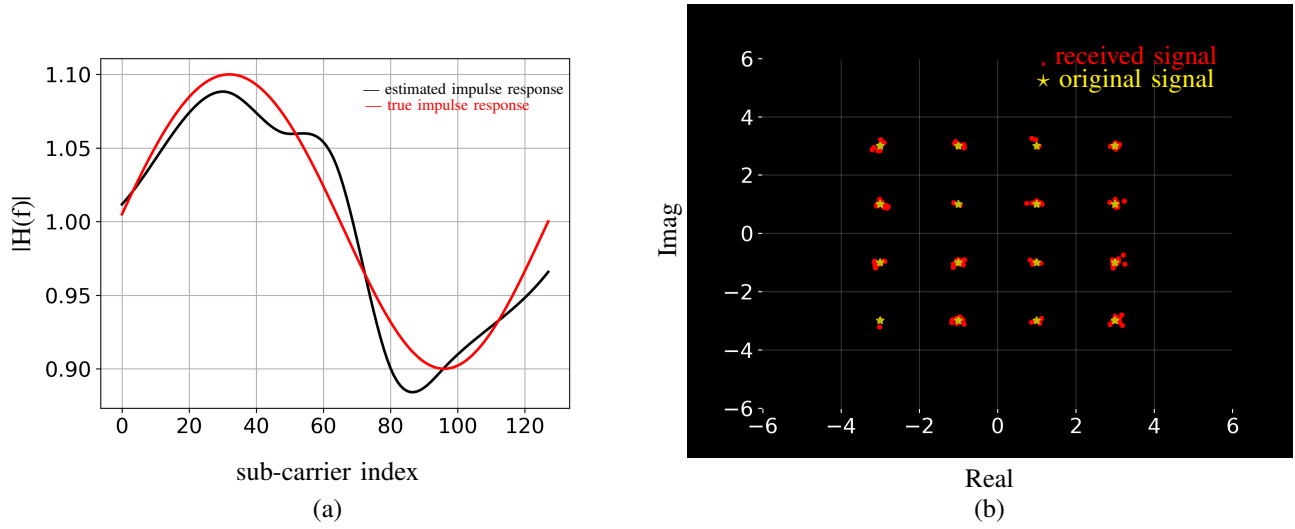 1.10
1.05
1.00
0.95
0.90
|H(f)|
— estimated impulse response
— true impulse response
0 20 40 60 80 100 120
sub-carrier index
(a)
received signal
original signal
6
4
2
0
−2
−4
−6
Imag
−6 −4 −2 0 2 4 6
Real
(b)